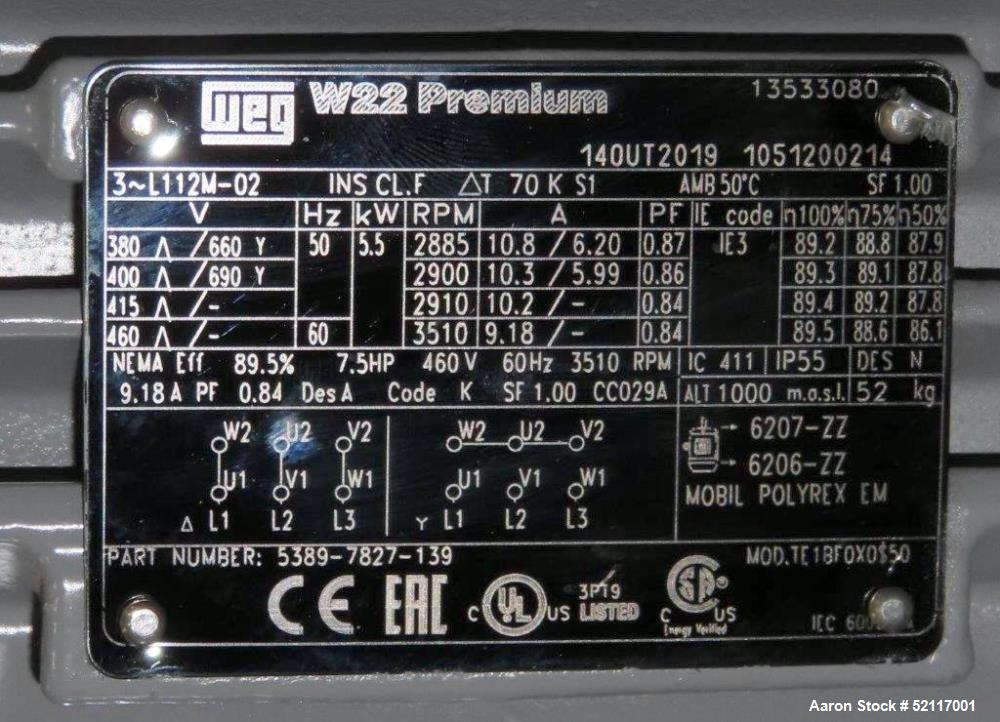 WEG W22 Premium 13533080
140UT2019 1051200214
3~L112M-02 INS CL.F ΔT 70 K S1 AMB 50°C SF 1.00
V Hz kW RPM A PF IE code η100% η75% η50%
380 Δ /660 Y 50 5.5 2885 10.8 / 6.20 0.87 IE3 89.2 88.8 87.9
400 Δ /690 Y 2900 10.3 / 5.99 0.86 89.3 89.1 87.8
415 Δ /- 2910 10.2 / - 0.84 89.4 89.2 87.8
460 Δ /- 60 3510 9.18 / - 0.84 89.5 88.6 86.1
NEMA Eff 89.5% 7.5HP 460 V 60Hz 3510 RPM IC 411 IP55 DES N
9.18 A PF 0.84 Des A Code K SF 1.00 CC029A ALT 1000 m.a.s.l. 52 kg
W2 U2 V2 W2 U2 V2 6207-ZZ
U1 V1 W1 U1 V1 W1 6206-ZZ
Δ L1 L2 L3 Y L1 L2 L3 MOBIL POLYREX EM
PART NUMBER: 5389-7827-139 MOD.TE1BF0X0$50
CE EAC C UL US 3PT9 LISTED C SA US
Energy Verified
IEC
Aaron Stock # 52117001